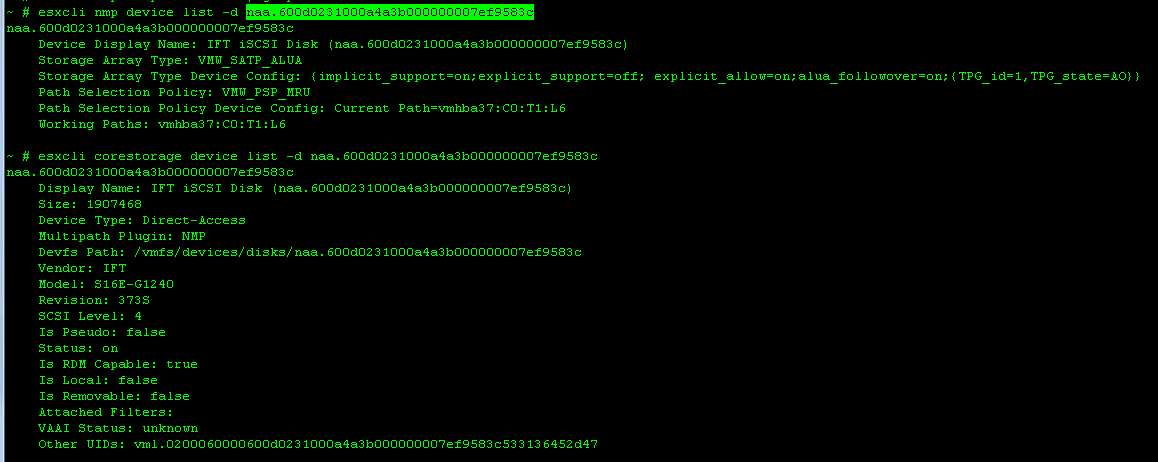 ~ # esxcli nmp device list -d naa.600d0231000a4a3b000000007ef9583c
naa.600d0231000a4a3b000000007ef9583c
    Device Display Name: IFT iSCSI Disk (naa.600d0231000a4a3b000000007ef9583c)
    Storage Array Type: VMW_SATP_ALUA
    Storage Array Type Device Config: {implicit_support=on;explicit_support=off; explicit_allow=on;alua_followover=on;{TPG_id=1,TPG_state=AO}}
    Path Selection Policy: VMW_PSP_MRU
    Path Selection Policy Device Config: Current Path=vmhba37:C0:T1:L6
    Working Paths: vmhba37:C0:T1:L6
~ # esxcli corestorage device list -d naa.600d0231000a4a3b000000007ef9583c
naa.600d0231000a4a3b000000007ef9583c
    Display Name: IFT iSCSI Disk (naa.600d0231000a4a3b000000007ef9583c)
    Size: 1907468
    Device Type: Direct-Access
    Multipath Plugin: NMP
    Devfs Path: /vmfs/devices/disks/naa.600d0231000a4a3b000000007ef9583c
    Vendor: IFT
    Model: S16E-G1240
    Revision: 373S
    SCSI Level: 4
    Is Pseudo: false
    Status: on
    Is RDM Capable: true
    Is Local: false
    Is Removable: false
    Attached Filters:
    VAAI Status: unknown
    Other UIDs: vml.0200060000600d0231000a4a3b000000007ef9583c533136452d47